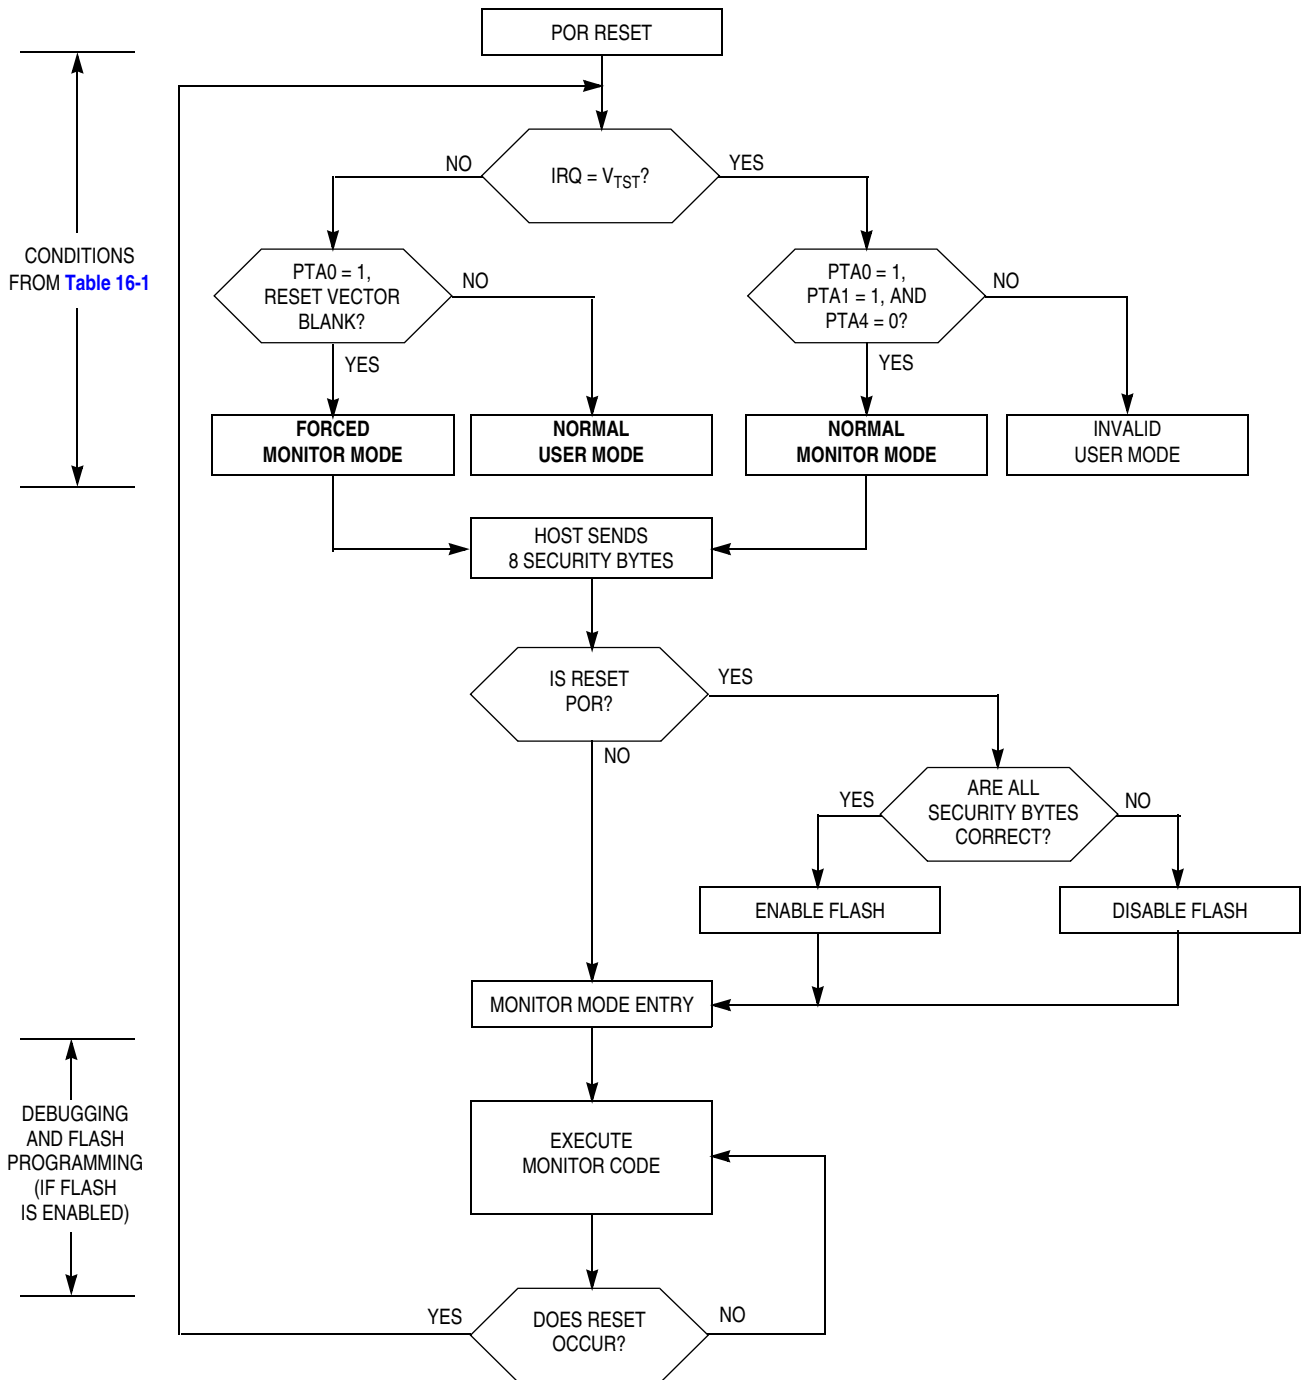 POR RESET
IRQ = VTST?
NO
YES
CONDITIONS
FROM Table 16-1
PTA0 = 1,
RESET VECTOR
BLANK?
NO
YES
PTA0 = 1,
PTA1 = 1, AND
PTA4 = 0?
NO
YES
FORCED
MONITOR MODE
NORMAL
USER MODE
NORMAL
MONITOR MODE
INVALID
USER MODE
HOST SENDS
8 SECURITY BYTES
IS RESET
POR?
YES
NO
ARE ALL
SECURITY BYTES
CORRECT?
YES
NO
ENABLE FLASH
DISABLE FLASH
MONITOR MODE ENTRY
DEBUGGING
AND FLASH
PROGRAMMING
(IF FLASH
IS ENABLED)
EXECUTE
MONITOR CODE
DOES RESET
OCCUR?
YES
NO